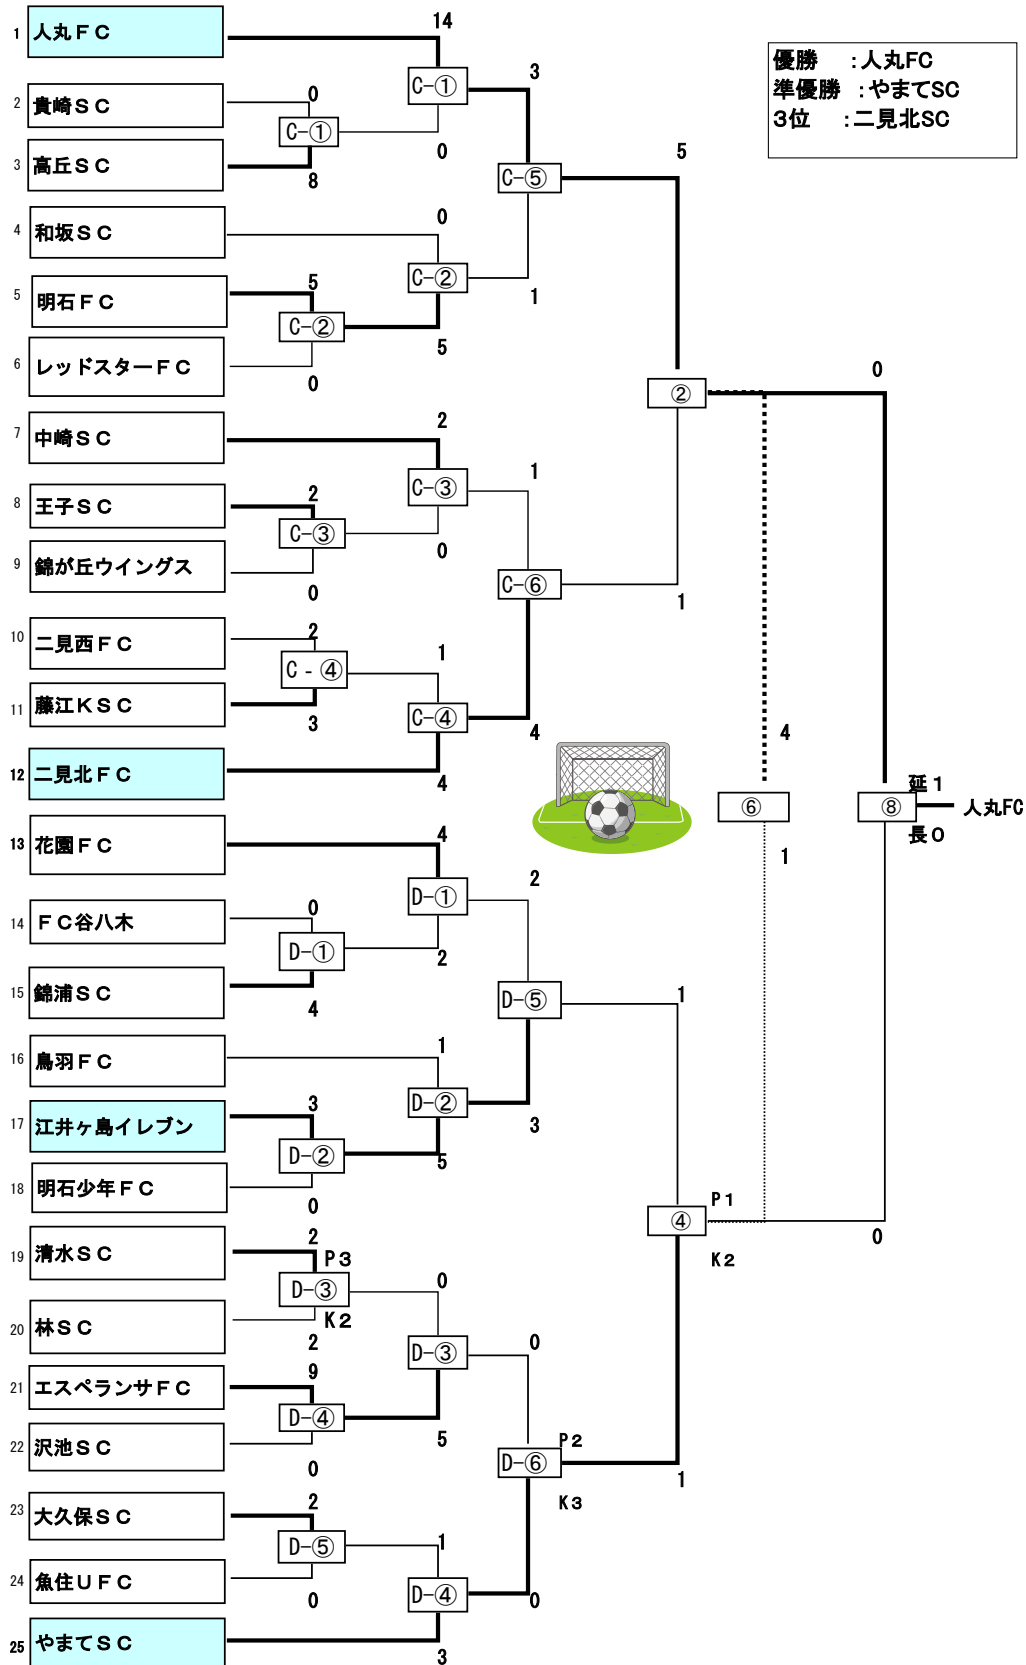 優勝　：人丸FC
準優勝　：やまてSC
3位　：二見北SC
1 人丸ＦＣ
14
C-①
3
2 貴崎ＳＣ
0
C-①
3 高丘ＳＣ
8
0
C-⑤
5
4 和坂ＳＣ
0
C-②
1
5 明石ＦＣ
5
C-②
5
6 レッドスターＦＣ
0
②
0
7 中崎ＳＣ
2
C-③
1
8 王子ＳＣ
2
C-③
0
9 錦が丘ウイングス
0
C-⑥
1
10 二見西ＦＣ
2
C - ④
1
11 藤江ＫＳＣ
3
C-④
4
12 二見北ＦＣ
4
4
⑥
1
延1
⑧
人丸FC
長0
13 花園ＦＣ
4
D-①
2
14 ＦＣ谷八木
0
D-①
2
15 錦浦ＳＣ
4
D-⑤
1
16 鳥羽ＦＣ
1
D-②
3
17 江井ヶ島イレブン
3
D-②
5
18 明石少年ＦＣ
0
P1
④
K2
0
19 清水ＳＣ
2
P3
D-③
K2
0
20 林ＳＣ
2
D-③
0
21 エスペランサＦＣ
9
D-④
5
22 沢池ＳＣ
0
P2
D-⑥
K3
1
23 大久保ＳＣ
2
D-⑤
1
24 魚住ＵＦＣ
0
D-④
0
25 やまてＳＣ
3